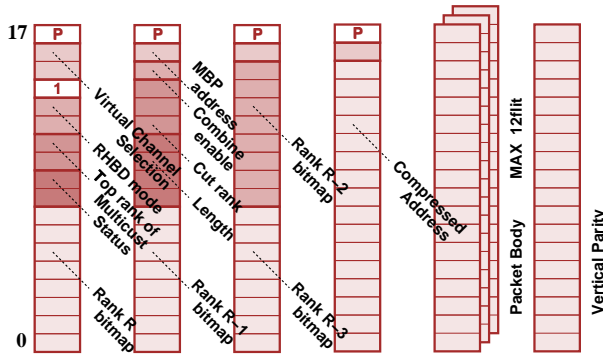 17
P
P
P
P
1
0
Virtual Channel
Selection
RHBD mode
Top rank of
Multicust
Status
Rank R
bitmap
MBP
address
Combine
enable
Cut rank
Length
Rank R-1
bitmap
Rank R-2
bitmap
Rank R-3
bitmap
Compressed
Address
Packet Body MAX 12flit
Vertical Parity